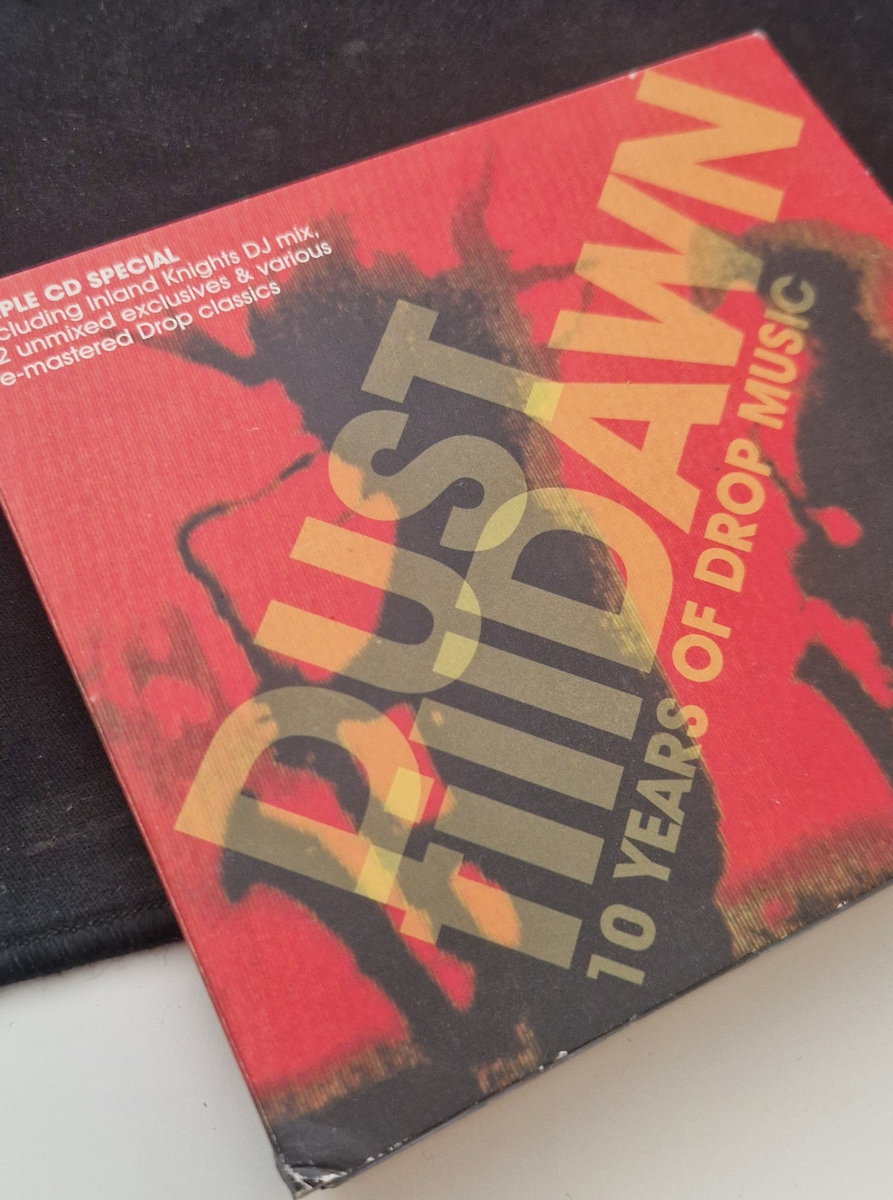 PLE CD SPECIAL
cluding Inland Knights DJ mix,
2 unmixed exclusives & various
e-mastered Drop classics
DUST
tillDAWN
10 YEARS OF DROP MUSIC